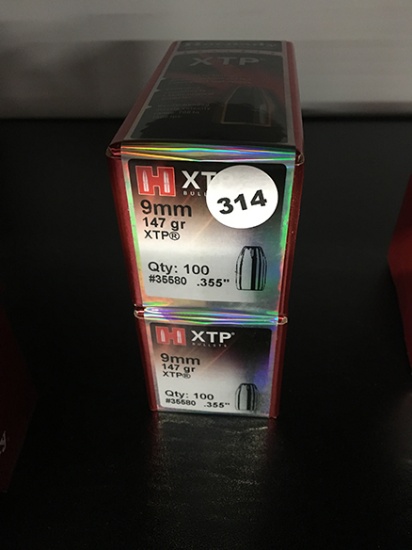 XTP
H XT
BULLETS
314
9mm
147 gr
XTP®
Qty: 100
#35580 .355"
H XTP®
BULLETS
9mm
147 gr
XTP®
Qty: 100
#35580 .355"